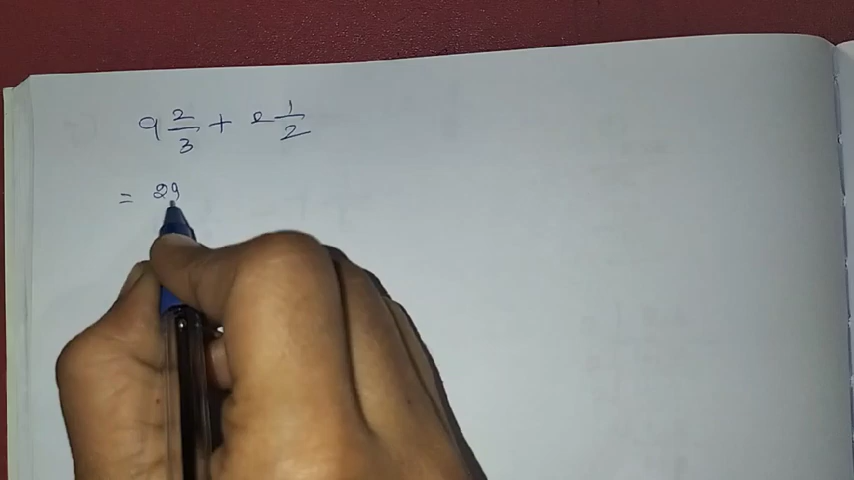 9 2/3 + 2 1/2
= 29